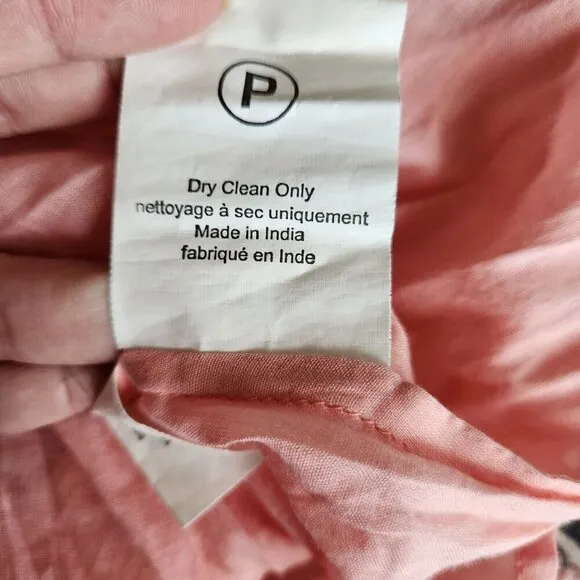 P
Dry Clean Only
nettoyage à sec uniquement
Made in India
fabriqué en Inde